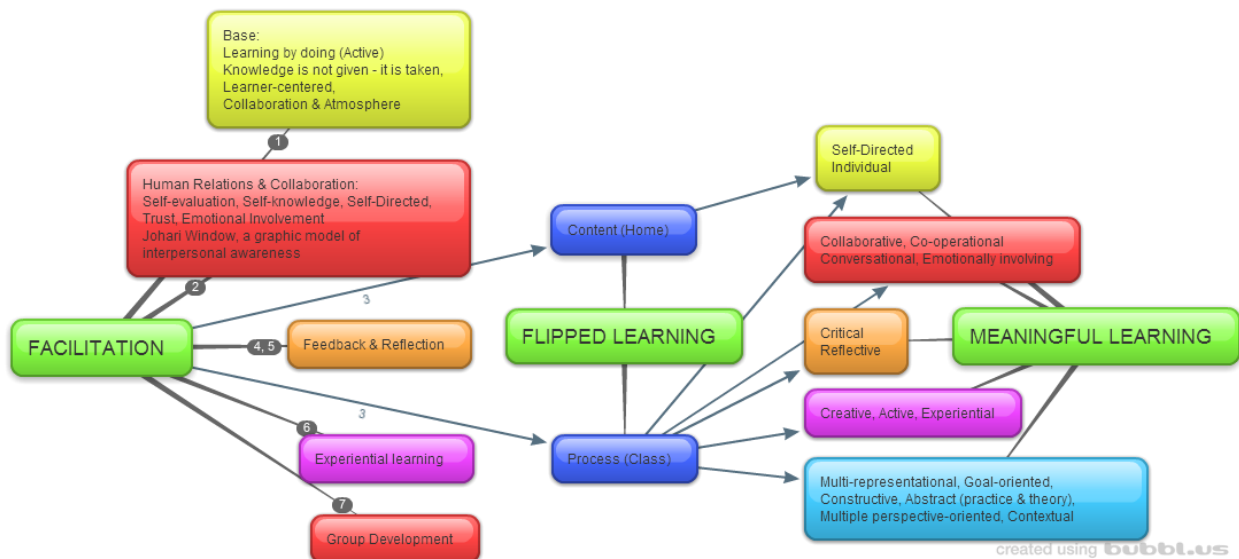 Base:
Learning by doing (Active)
Knowledge is not given - it is taken,
Learner-centered,
Collaboration & Atmosphere
1
Human Relations & Collaboration:
Self-evaluation, Self-knowledge, Self-Directed,
Trust, Emotional Involvement
Johari Window, a graphic model of
interpersonal awareness
2
3
FACILITATION
4, 5
Feedback & Reflection
3
6
Experiential learning
7
Group Development
Content (Home)
FLIPPED LEARNING
Process (Class)
Self-Directed
Individual
Collaborative, Co-operational
Conversational, Emotionally involving
Critical
Reflective
MEANINGFUL LEARNING
Creative, Active, Experiential
Multi-representational, Goal-oriented,
Constructive, Abstract (practice & theory),
Multiple perspective-oriented, Contextual
created using bubbl.us